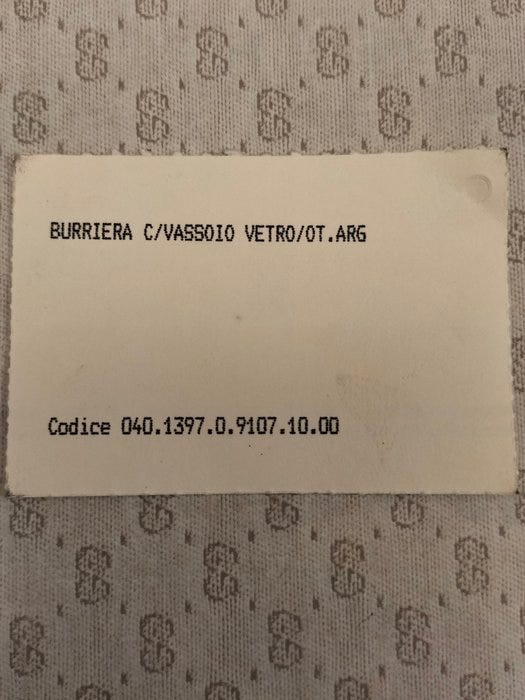 BURRIERA C/VASSOIO VETRO/OT.ARG
Codice 040.1397.0.9107.10.00